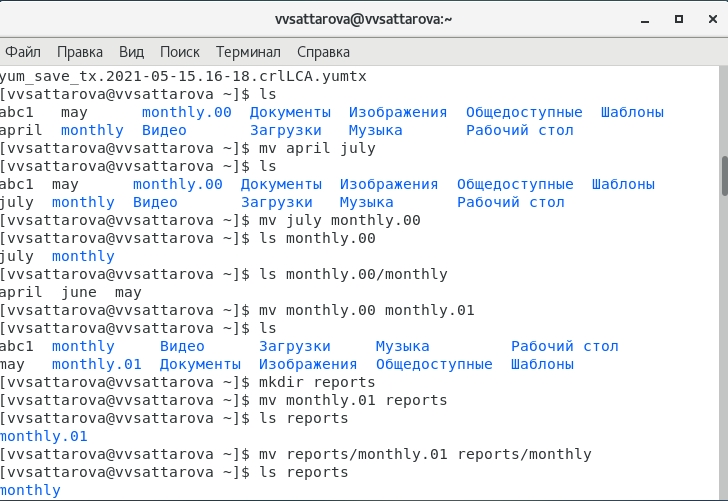 vvsattarova@vvsattarova:~
Файл Правка Вид Поиск Терминал Справка
yum_save_tx.2021-05-15.16-18.crlLCA.yumtx
[vvsattarova@vvsattarova ~]$ ls
abc1 may monthly.00 Документы Изображения Общедоступные Шаблоны
april monthly Видео Загрузки Музыка Рабочий стол
[vvsattarova@vvsattarova ~]$ mv april july
[vvsattarova@vvsattarova ~]$ ls
abc1 may monthly.00 Документы Изображения Общедоступные Шаблоны
july monthly Видео Загрузки Музыка Рабочий стол
[vvsattarova@vvsattarova ~]$ mv july monthly.00
[vvsattarova@vvsattarova ~]$ ls monthly.00
july monthly
[vvsattarova@vvsattarova ~]$ ls monthly.00/monthly
april june may
[vvsattarova@vvsattarova ~]$ mv monthly.00 monthly.01
[vvsattarova@vvsattarova ~]$ ls
abc1 monthly Видео Загрузки Музыка Рабочий стол
may monthly.01 Документы Изображения Общедоступные Шаблоны
[vvsattarova@vvsattarova ~]$ mkdir reports
[vvsattarova@vvsattarova ~]$ mv monthly.01 reports
[vvsattarova@vvsattarova ~]$ ls reports
monthly.01
[vvsattarova@vvsattarova ~]$ mv reports/monthly.01 reports/monthly
[vvsattarova@vvsattarova ~]$ ls reports
monthly